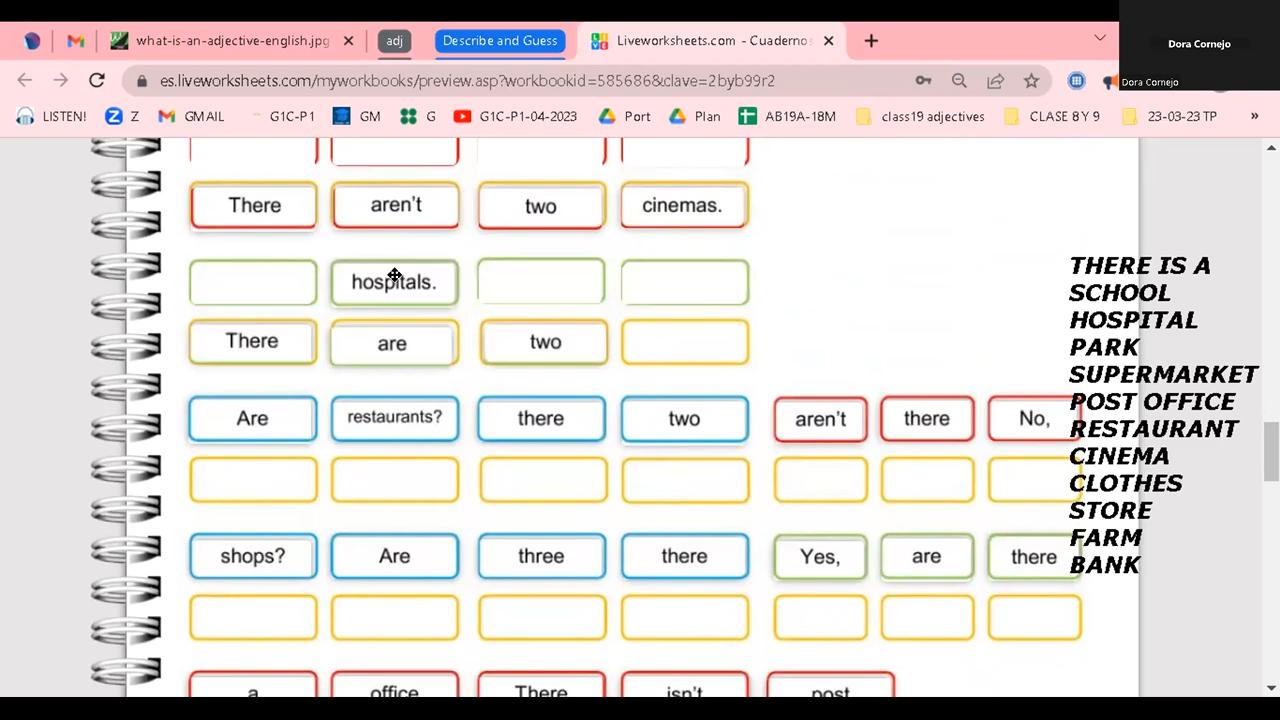 Dora Cornejo
what-is-an-adjective-english.jpg
adj
Describe and Guess
Liveworksheets.com - Cuaderno
es.liveworksheets.com/myworkbooks/preview.asp?workbookid=585686&clave=2byb99r2
Dora Cornejo
LISTEN! Z GMAIL G1C-P1 GM G G1C-P1-04-2023 Port Plan AB19A-18M class19 adjectives CLASE 8 Y 9 23-03-23 TP »
There aren't two cinemas.
hospitals.
There are two
Are restaurants? there two aren't there No,
shops? Are three there Yes, are there
a office There isn't post
THERE IS A
SCHOOL
HOSPITAL
PARK
SUPERMARKET
POST OFFICE
RESTAURANT
CINEMA
CLOTHES
STORE
FARM
BANK